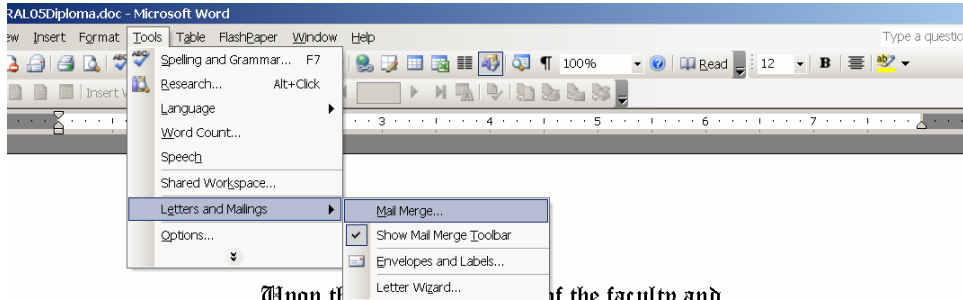 RAL05Diploma.doc - Microsoft Word
ew Insert Format Tools Table FlashPaper Window Help Type a questio
Spelling and Grammar... F7 100% Read 12 B
Research... Alt+Click Insert
Language
3 4 5 6 7
Word Count...
Speech
Shared Workspace...
Letters and Mailings Mail Merge...
Options... Show Mail Merge Toolbar
Envelopes and Labels...
Letter Wizard...
Upon th of the faculty and